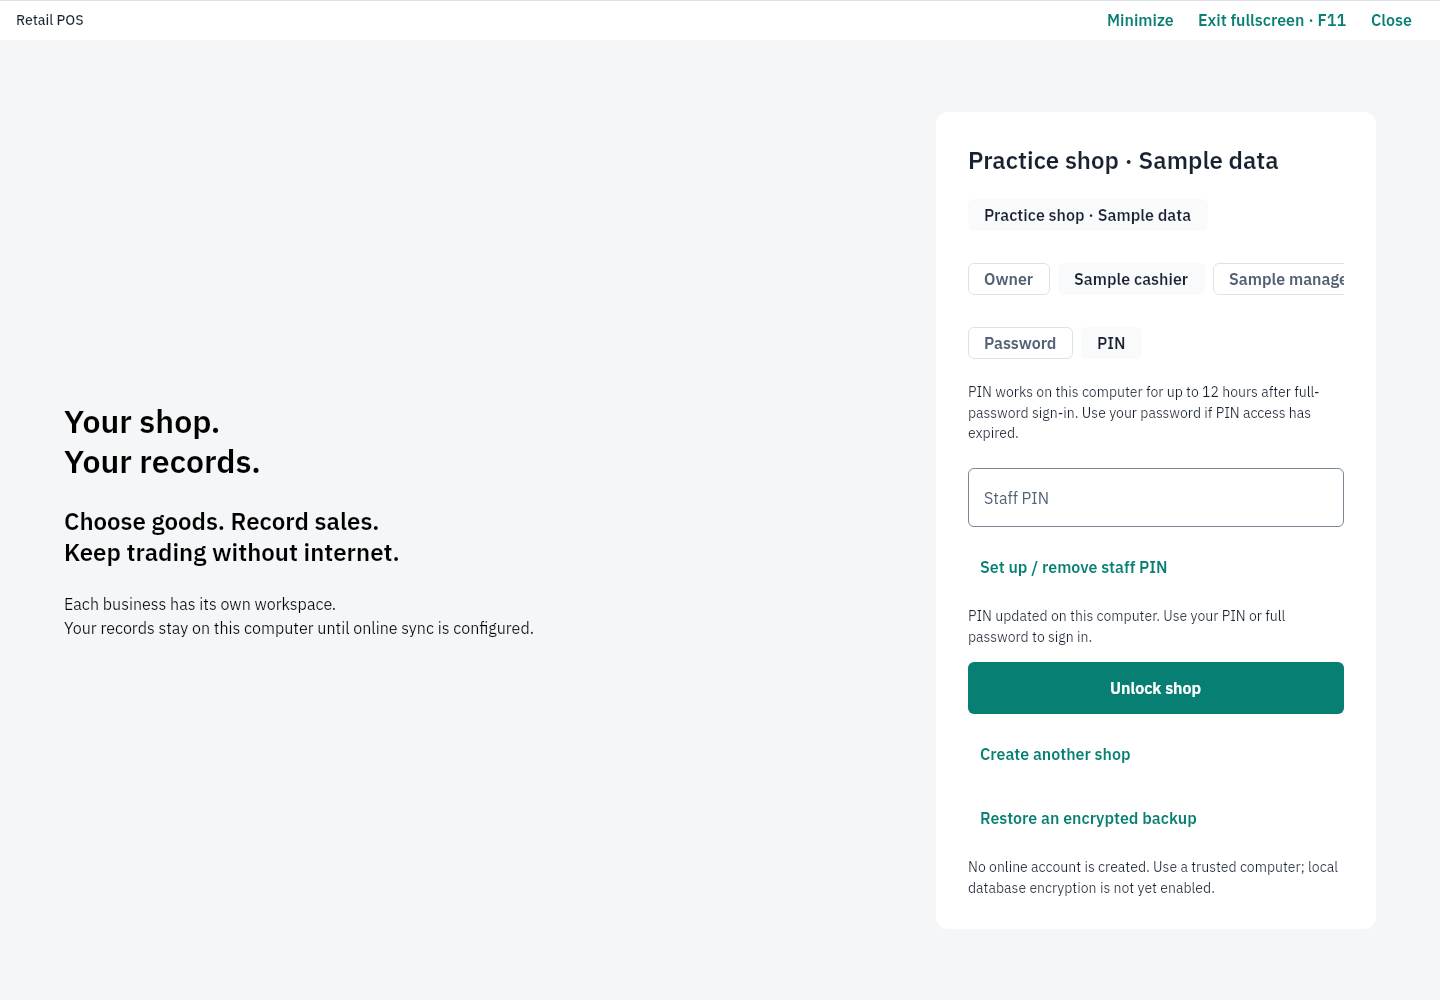 Retail POS
Minimize
Exit fullscreen · F11
Close
Your shop.
Your records.
Choose goods. Record sales.
Keep trading without internet.
Each business has its own workspace.
Your records stay on this computer until online sync is configured.
Practice shop · Sample data
Practice shop · Sample data
Owner
Sample cashier
Sample manage
Password
PIN
PIN works on this computer for up to 12 hours after full-
password sign-in. Use your password if PIN access has
expired.
Staff PIN
Set up / remove staff PIN
PIN updated on this computer. Use your PIN or full
password to sign in.
Unlock shop
Create another shop
Restore an encrypted backup
No online account is created. Use a trusted computer; local
database encryption is not yet enabled.